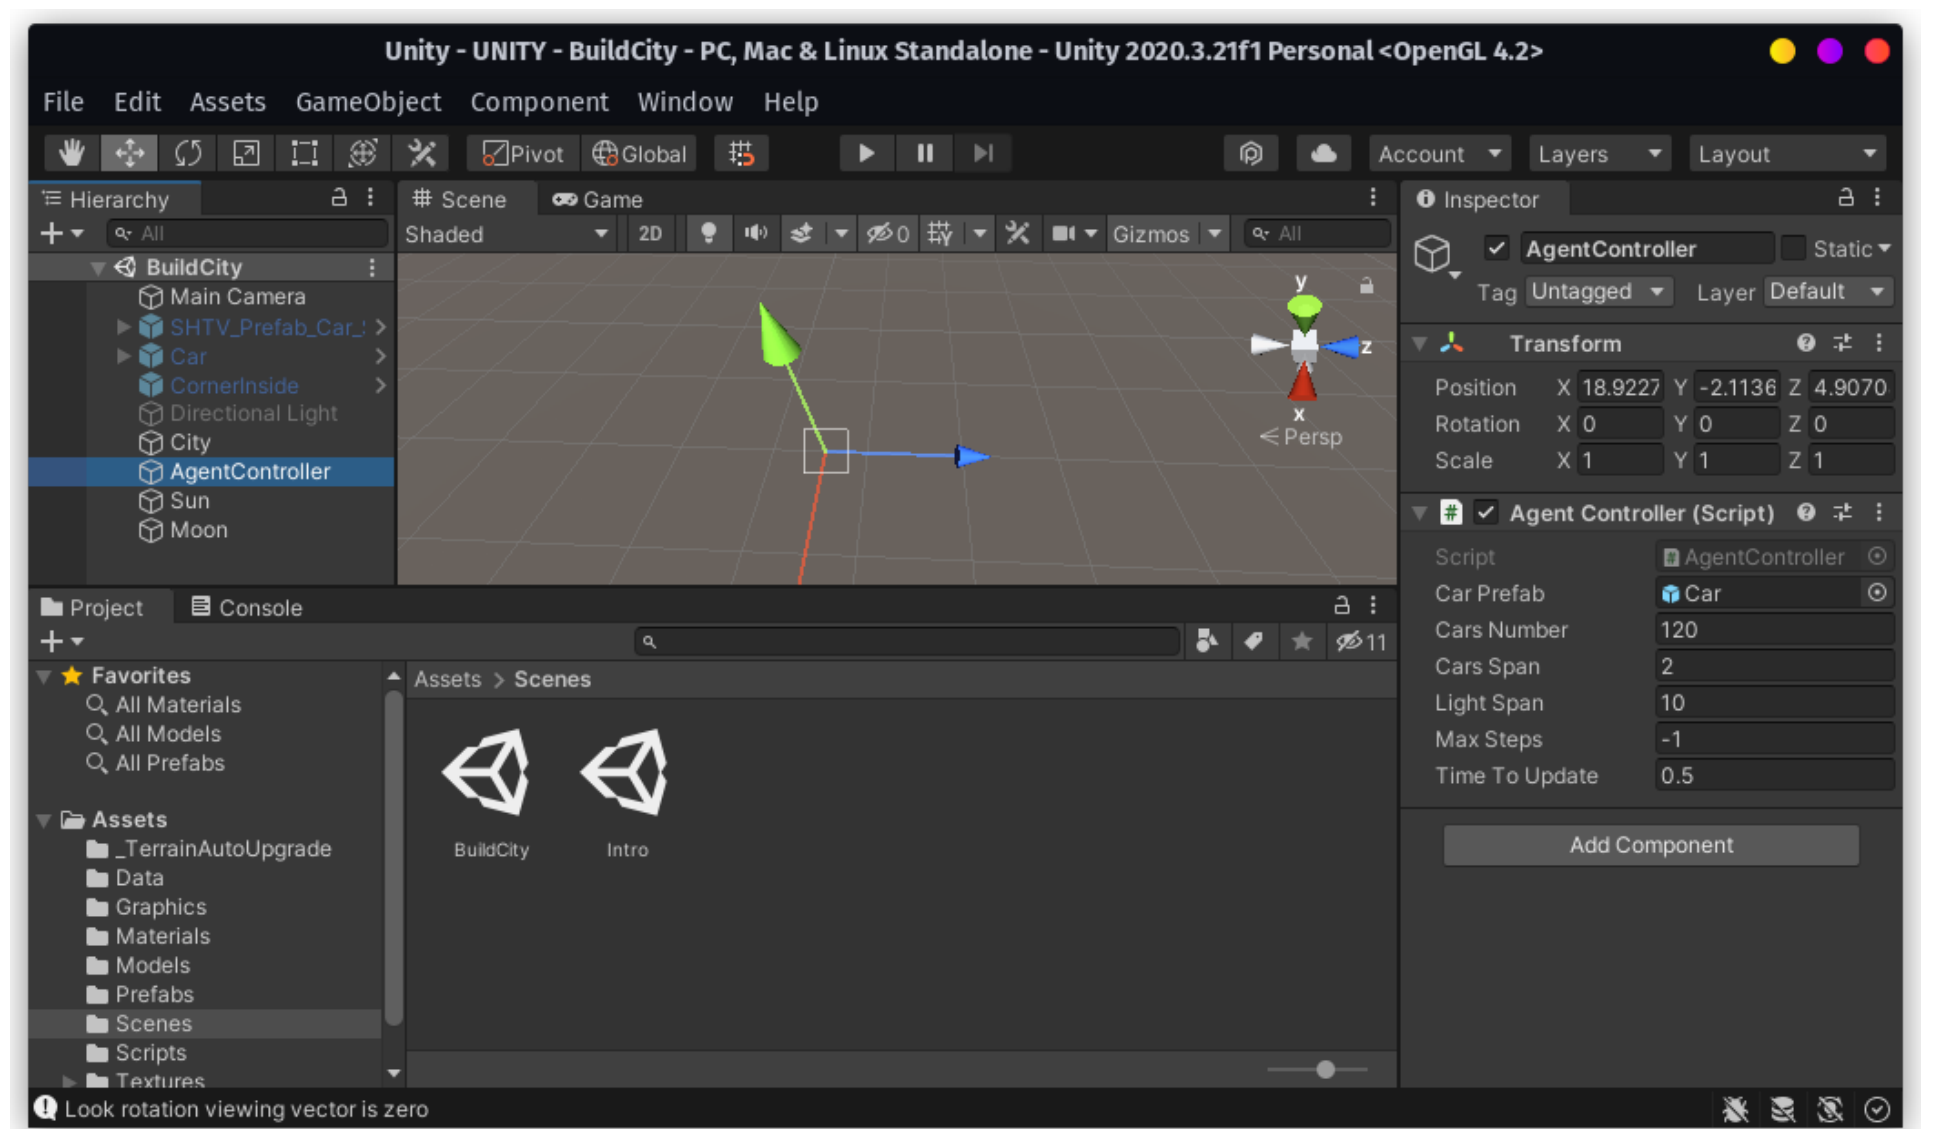 Unity - UNITY - BuildCity - PC, Mac & Linux Standalone - Unity 2020.3.21f1 Personal <OpenGL 4.2>
File Edit Assets GameObject Component Window Help
Pivot Global Account Layers Layout
Hierarchy
All
BuildCity
Main Camera
SHTV_Prefab_Car_
Car
CornerInside
Directional Light
City
AgentController
Sun
Moon
Scene Game
Shaded 2D 0 Gizmos All
y
z
x
Persp
Inspector
AgentController Static
Tag Untagged Layer Default
Transform
Position X 18.9227 Y -2.1136 Z 4.9070
Rotation X 0 Y 0 Z 0
Scale X 1 Y 1 Z 1
# Agent Controller (Script)
Script AgentController
Car Prefab Car
Cars Number 120
Cars Span 2
Light Span 10
Max Steps -1
Time To Update 0.5
Add Component
Project Console
11
Favorites
All Materials
All Models
All Prefabs
Assets
_TerrainAutoUpgrade
Data
Graphics
Materials
Models
Prefabs
Scenes
Scripts
Textures
Assets > Scenes
BuildCity Intro
Look rotation viewing vector is zero